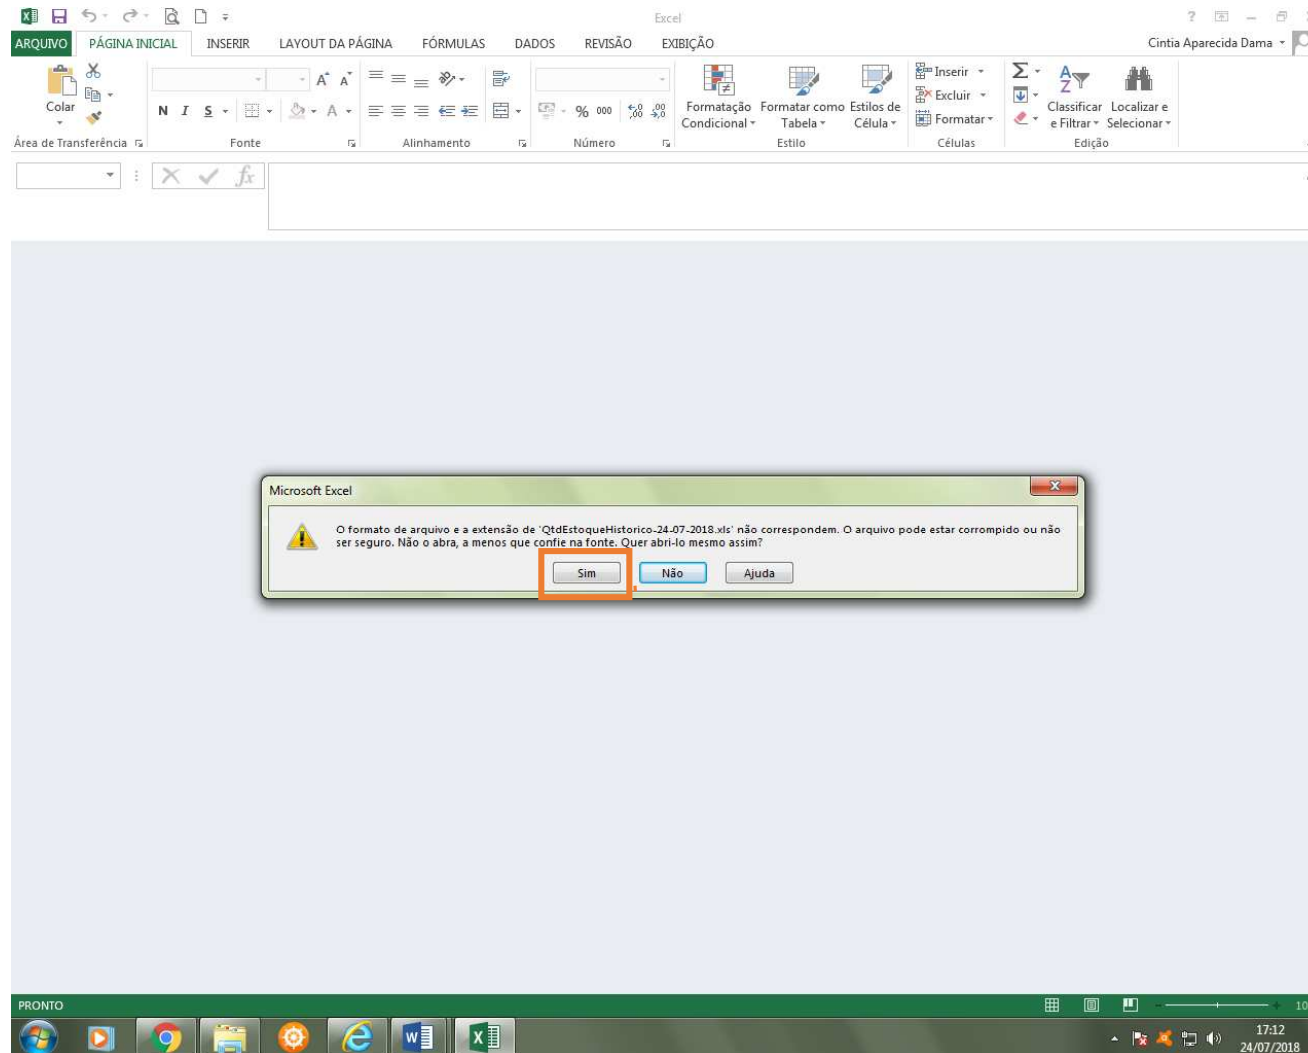 Excel
ARQUIVO PÁGINA INICIAL INSERIR LAYOUT DA PÁGINA FÓRMULAS DADOS REVISÃO EXIBIÇÃO Cintia Aparecida Dama
Colar
N I S
A A A
% 000
Formatação Condicional
Formatar como Tabela
Estilos de Célula
Inserir
Excluir
Formatar
Classificar e Filtrar
Localizar e Selecionar
Área de Transferência Fonte Alinhamento Número Estilo Células Edição
fx
Microsoft Excel
O formato de arquivo e a extensão de 'QtdEstoqueHistorico-24-07-2018.xls' não correspondem. O arquivo pode estar corrompido ou não
ser seguro. Não o abra, a menos que confie na fonte. Quer abri-lo mesmo assim?
Sim Não Ajuda
PRONTO
17:12
24/07/2018